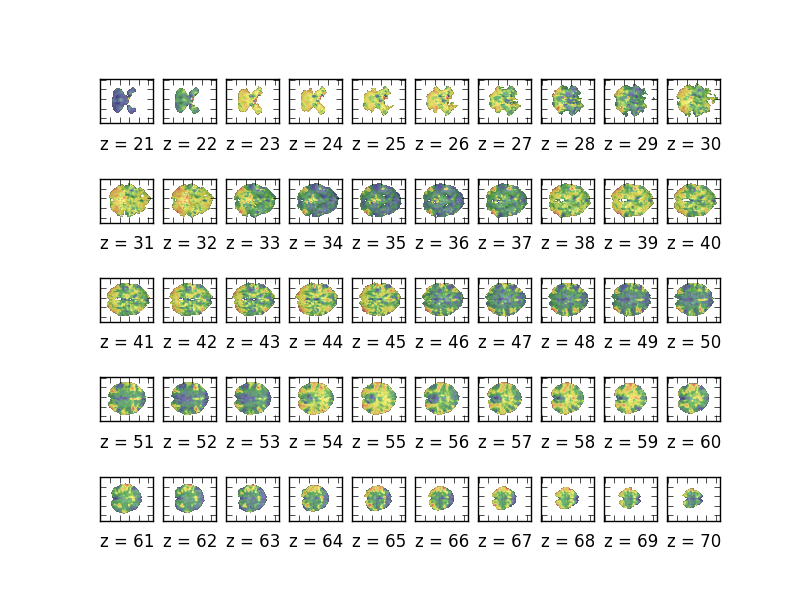 z = 21 z = 22 z = 23 z = 24 z = 25 z = 26 z = 27 z = 28 z = 29 z = 30
z = 31 z = 32 z = 33 z = 34 z = 35 z = 36 z = 37 z = 38 z = 39 z = 40
z = 41 z = 42 z = 43 z = 44 z = 45 z = 46 z = 47 z = 48 z = 49 z = 50
z = 51 z = 52 z = 53 z = 54 z = 55 z = 56 z = 57 z = 58 z = 59 z = 60
z = 61 z = 62 z = 63 z = 64 z = 65 z = 66 z = 67 z = 68 z = 69 z = 70